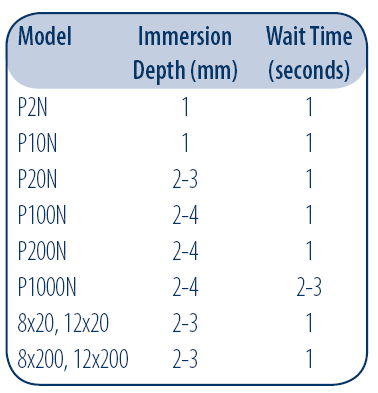 Model Immersion Wait Time
Depth (mm) (seconds)
P2N 1 1
P10N 1 1
P20N 2-3 1
P100N 2-4 1
P200N 2-4 1
P1000N 2-4 2-3
8x20, 12x20 2-3 1
8x200, 12x200 2-3 1